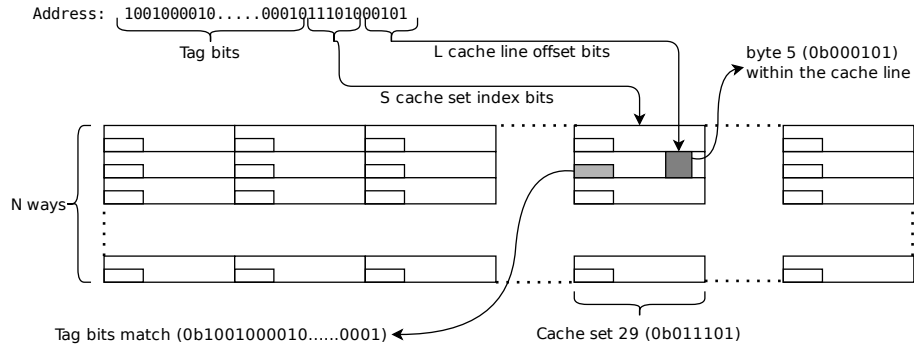 Address: 1001000010.....0001011101000101
Tag bits
L cache line offset bits
byte 5 (0b000101)
within the cache line
S cache set index bits
N ways
Tag bits match (0b1001000010......0001)
Cache set 29 (0b011101)